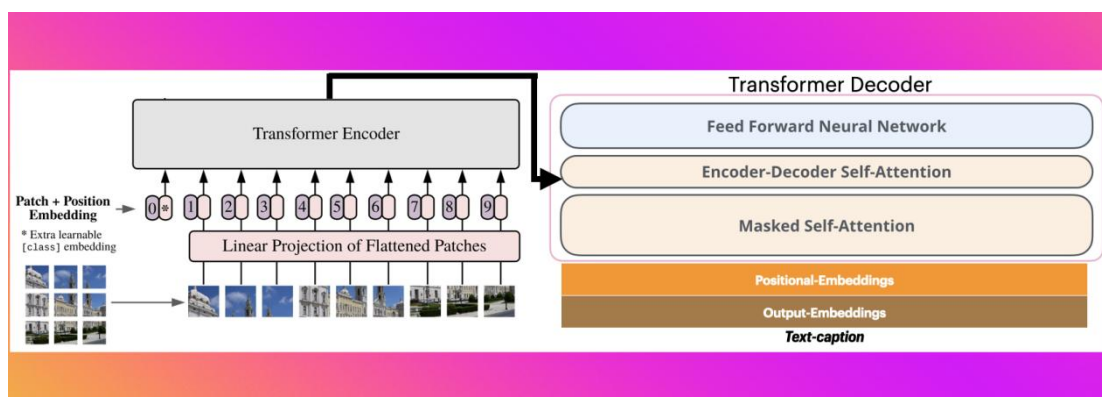 Transformer Decoder
Transformer Encoder
Feed Forward Neural Network
Encoder-Decoder Self-Attention
Masked Self-Attention
Patch + Position
Embedding
0 * 1 2 3 4 5 6 7 8 9
* Extra learnable
[class] embedding
Linear Projection of Flattened Patches
Positional-Embeddings
Output-Embeddings
Text-caption